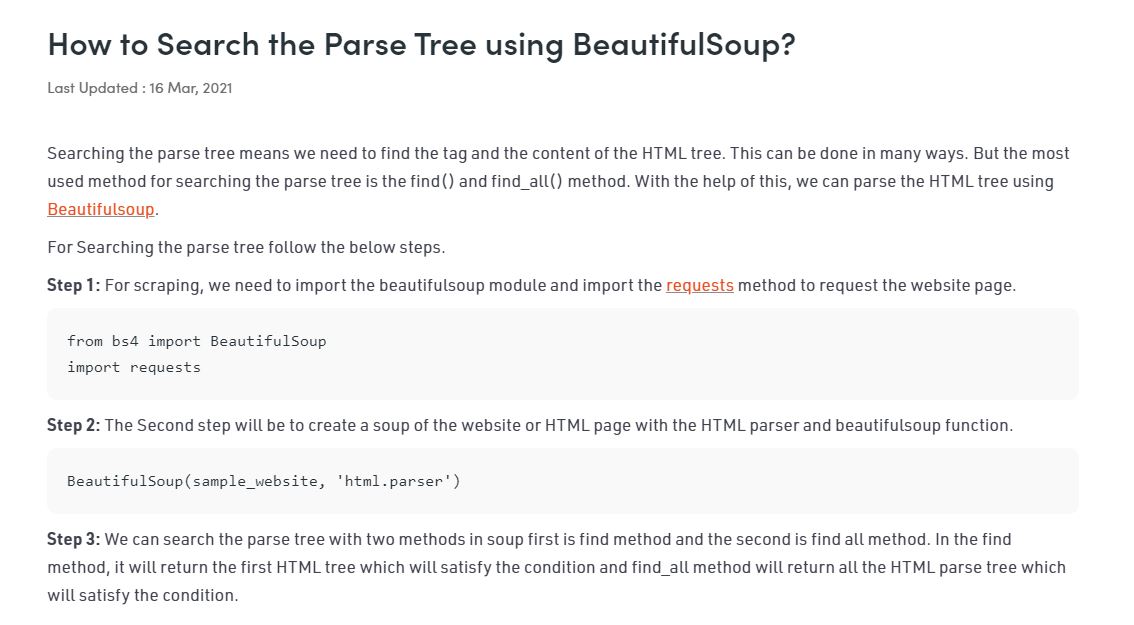 How to Search the Parse Tree using BeautifulSoup?
Last Updated : 16 Mar, 2021
Searching the parse tree means we need to find the tag and the content of the HTML tree. This can be done in many ways. But the most
used method for searching the parse tree is the find() and find_all() method. With the help of this, we can parse the HTML tree using
Beautifulsoup.
For Searching the parse tree follow the below steps.
Step 1: For scraping, we need to import the beautifulsoup module and import the requests method to request the website page.
from bs4 import BeautifulSoup
import requests
Step 2: The Second step will be to create a soup of the website or HTML page with the HTML parser and beautifulsoup function.
BeautifulSoup(sample_website, 'html.parser')
Step 3: We can search the parse tree with two methods in soup first is find method and the second is find all method. In the find
method, it will return the first HTML tree which will satisfy the condition and find_all method will return all the HTML parse tree which
will satisfy the condition.